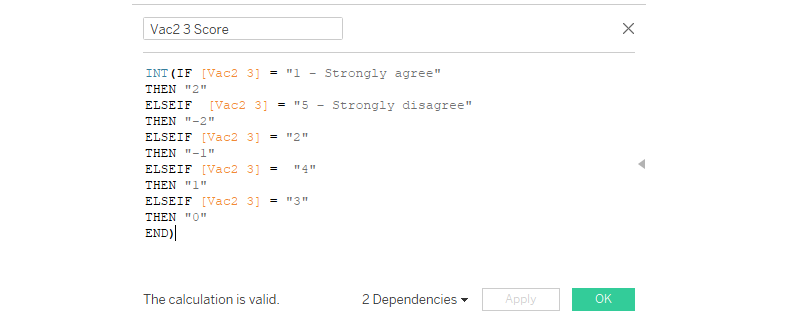 Vac2 3 Score
INT(IF [Vac2 3] = "1 - Strongly agree"
THEN "2"
ELSEIF  [Vac2 3] = "5 - Strongly disagree"
THEN "-2"
ELSEIF [Vac2 3] = "2"
THEN "-1"
ELSEIF [Vac2 3] =  "4"
THEN "1"
ELSEIF [Vac2 3] = "3"
THEN "0"
END)
The calculation is valid. 2 Dependencies Apply OK